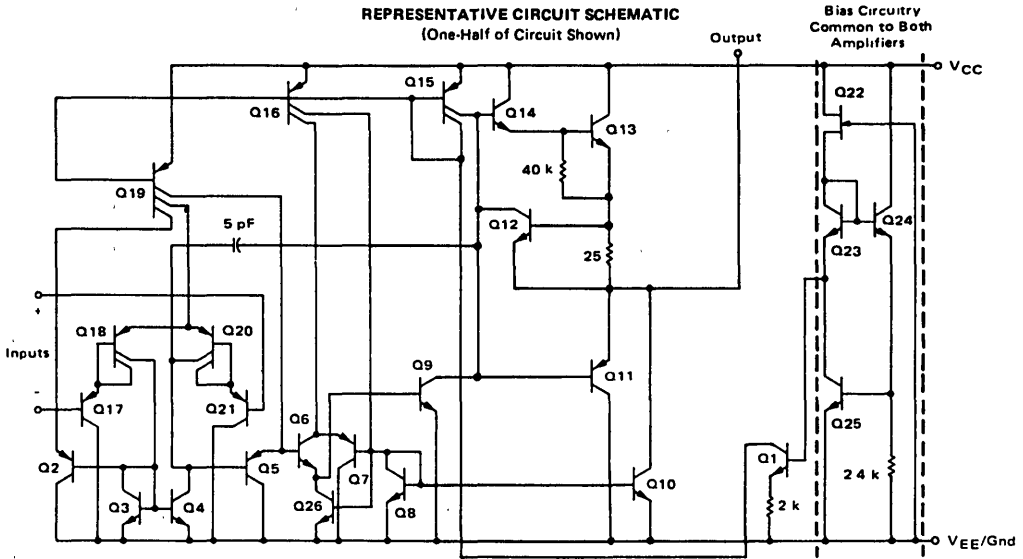 REPRESENTATIVE CIRCUIT SCHEMATIC
(One-Half of Circuit Shown)
Bias Circuitry
Common to Both
Amplifiers
Output
VCC
Q15
Q16
Q14
Q13
Q22
40 k
Q19
Q12
5 pF
Q24
Q23
25
+
Q18
Q20
Inputs
Q9
Q11
-
Q17
Q21
Q25
Q6
Q2
Q5
Q7
Q1
Q10
2.4 k
Q3
Q4
Q26
Q8
2 k
VEE/Gnd